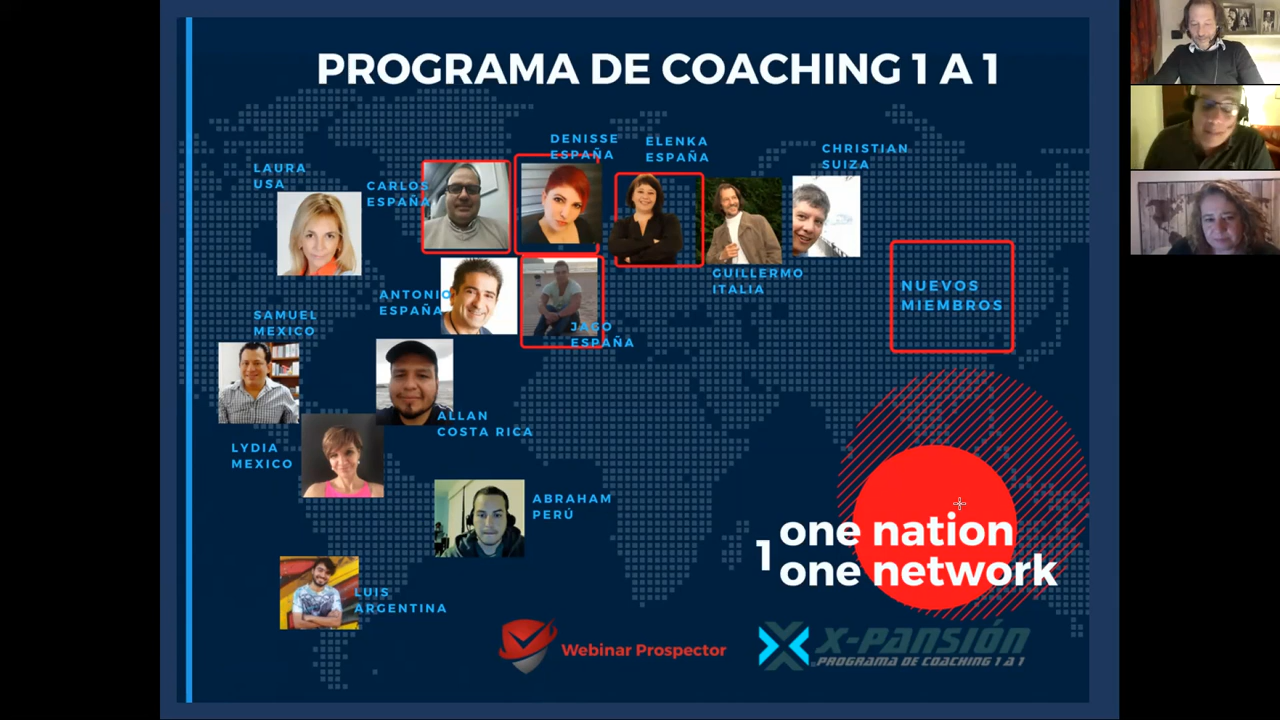 PROGRAMA DE COACHING 1 A 1
DENISSE
ESPAÑA
ELENKA
ESPAÑA
CHRISTIAN
SUIZA
LAURA
USA
CARLOS
ESPAÑA
GUILLERMO
ITALIA
NUEVOS
MIEMBROS
ANTONIO
ESPAÑA
JAGO
ESPAÑA
SAMUEL
MEXICO
ALLAN
COSTA RICA
LYDIA
MEXICO
ABRAHAM
PERÚ
LUIS
ARGENTINA
1 one nation
one network
Webinar Prospector
X-PANSIÓN
PROGRAMA DE COACHING 1 A 1